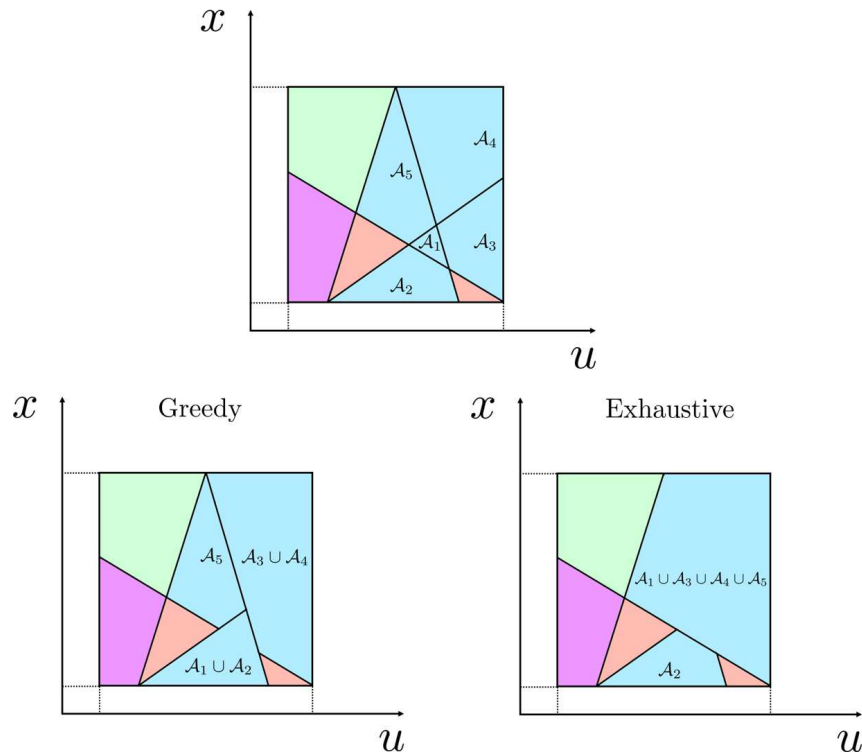 x
𝒜₄
𝒜₅
𝒜₁
𝒜₃
𝒜₂
u
x
Greedy
𝒜₅
𝒜₃ ∪ 𝒜₄
𝒜₁ ∪ 𝒜₂
u
x
Exhaustive
𝒜₁ ∪ 𝒜₃ ∪ 𝒜₄ ∪ 𝒜₅
𝒜₂
u